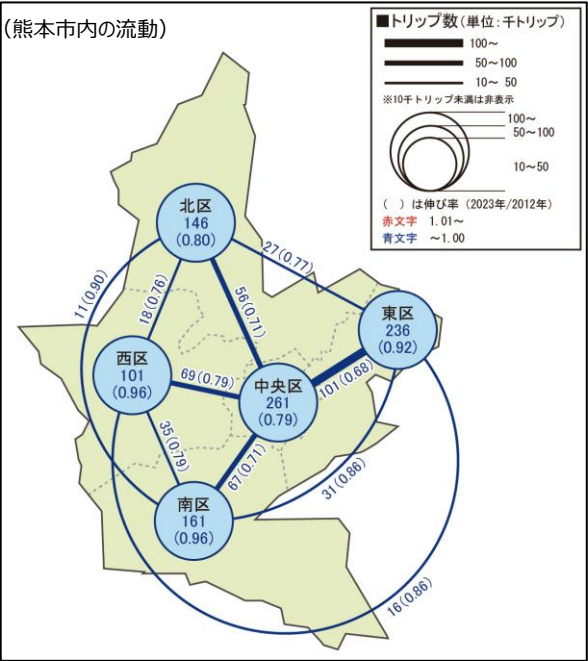 (熊本市内の流動)
■トリップ数(単位:千トリップ)
100～
50～100
10～ 50
※10千トリップ未満は非表示
100～
50～100
10～50
( )は伸び率 (2023年/2012年)
赤文字 1.01～
青文字 ～1.00
北区
146
(0.80)
27(0.77)
11(0.90)
18(0.76)
56(0.71)
東区
236
(0.92)
西区
101
(0.96)
69(0.79)
中央区
261
(0.79)
101(0.68)
35(0.79)
67(0.71)
31(0.86)
南区
161
(0.96)
16(0.86)